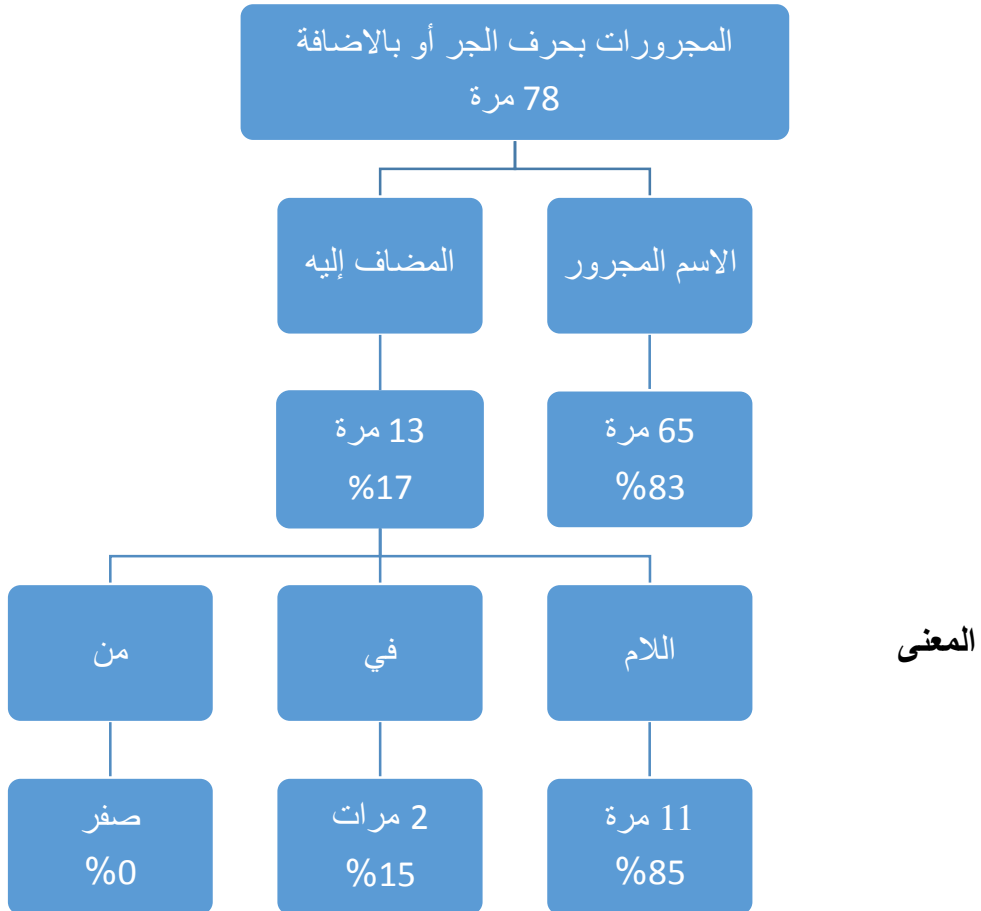 المجرورات بحرف الجر أو بالاضافة
78 مرة
الاسم المجرور
المضاف إليه
65 مرة
%83
13 مرة
%17
المعنى
اللام
في
من
11 مرة
%85
2 مرات
%15
صفر
%0